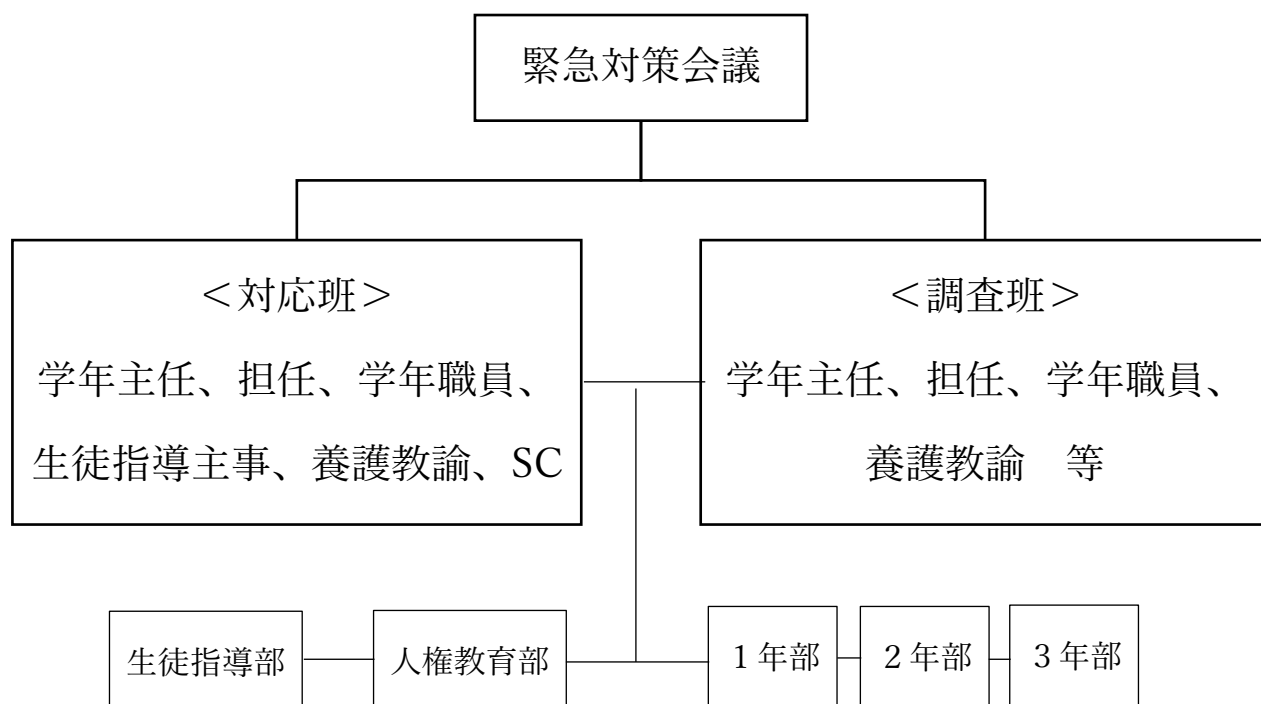 緊急対策会議
＜対応班＞
学年主任、担任、学年職員、
生徒指導主事、養護教諭、SC
＜調査班＞
学年主任、担任、学年職員、
養護教諭　等
生徒指導部
人権教育部
１年部
２年部
３年部